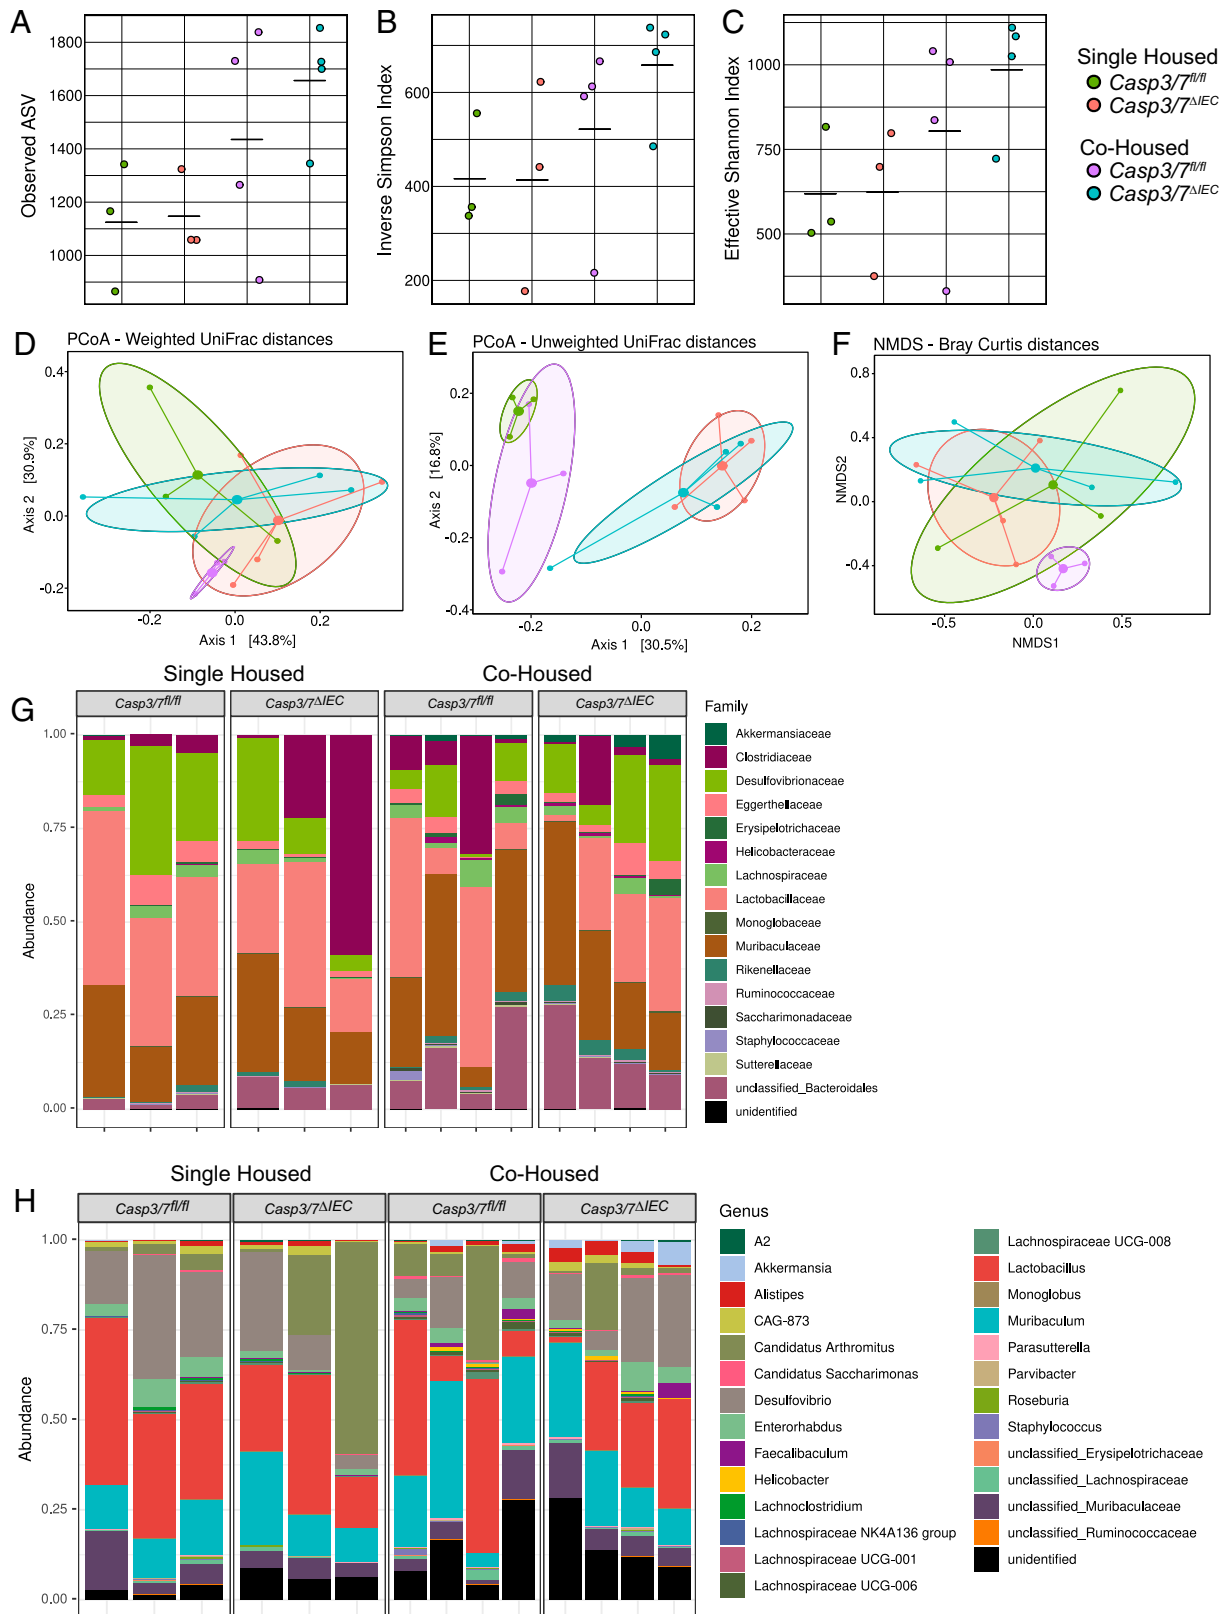 A
Observed ASV
1800
1600
1400
1200
1000
B
Inverse Simpson Index
600
400
200
C
Effective Shannon Index
1000
750
500
Single Housed
Casp3/7fl/fl
Casp3/7ΔIEC
Co-Housed
Casp3/7fl/fl
Casp3/7ΔIEC
D
PCoA - Weighted UniFrac distances
Axis 2 [30.9%]
0.4
0.2
0.0
-0.2
-0.2
0.0
0.2
Axis 1 [43.8%]
E
PCoA - Unweighted UniFrac distances
Axis 2 [16.8%]
0.2
0.0
-0.2
-0.4
-0.2
0.0
0.2
Axis 1 [30.5%]
F
NMDS - Bray Curtis distances
NMDS2
0.8
0.4
0.0
-0.4
-0.5
0.0
0.5
NMDS1
G
Single Housed
Co-Housed
Casp3/7fl/fl
Casp3/7ΔIEC
Casp3/7fl/fl
Casp3/7ΔIEC
Abundance
1.00
0.75
0.50
0.25
0.00
Family
Akkermansiaceae
Clostridiaceae
Desulfovibrionaceae
Eggerthellaceae
Erysipelotrichaceae
Helicobacteraceae
Lachnospiraceae
Lactobacillaceae
Monoglobaceae
Muribaculaceae
Rikenellaceae
Ruminococcaceae
Saccharimonadaceae
Staphylococcaceae
Sutterellaceae
unclassified_Bacteroidales
unidentified
H
Single Housed
Co-Housed
Casp3/7fl/fl
Casp3/7ΔIEC
Casp3/7fl/fl
Casp3/7ΔIEC
Abundance
1.00
0.75
0.50
0.25
0.00
Genus
A2
Akkermansia
Alistipes
CAG-873
Candidatus Arthromitus
Candidatus Saccharimonas
Desulfovibrio
Enterorhabdus
Faecalibaculum
Helicobacter
Lachnoclostridium
Lachnospiraceae NK4A136 group
Lachnospiraceae UCG-001
Lachnospiraceae UCG-006
Lachnospiraceae UCG-008
Lactobacillus
Monoglobus
Muribaculum
Parasutterella
Parvibacter
Roseburia
Staphylococcus
unclassified_Erysipelotrichaceae
unclassified_Lachnospiraceae
unclassified_Muribaculaceae
unclassified_Ruminococcaceae
unidentified